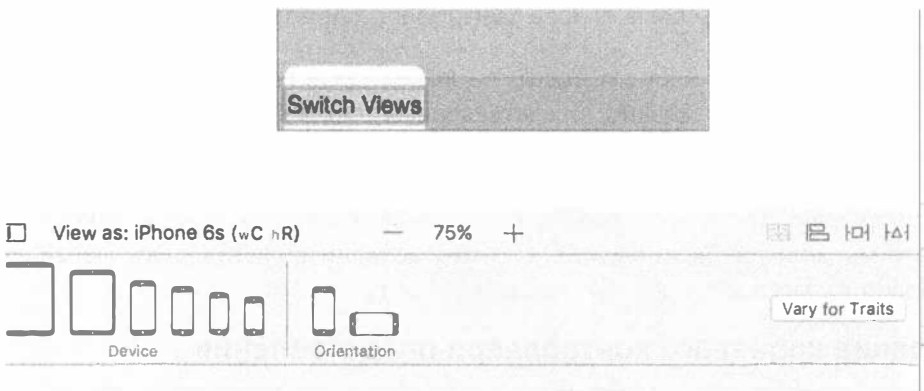 Switch Views
View as: iPhone 6s (wC hR) — 75% +
Vary for Traits
Device Orientation